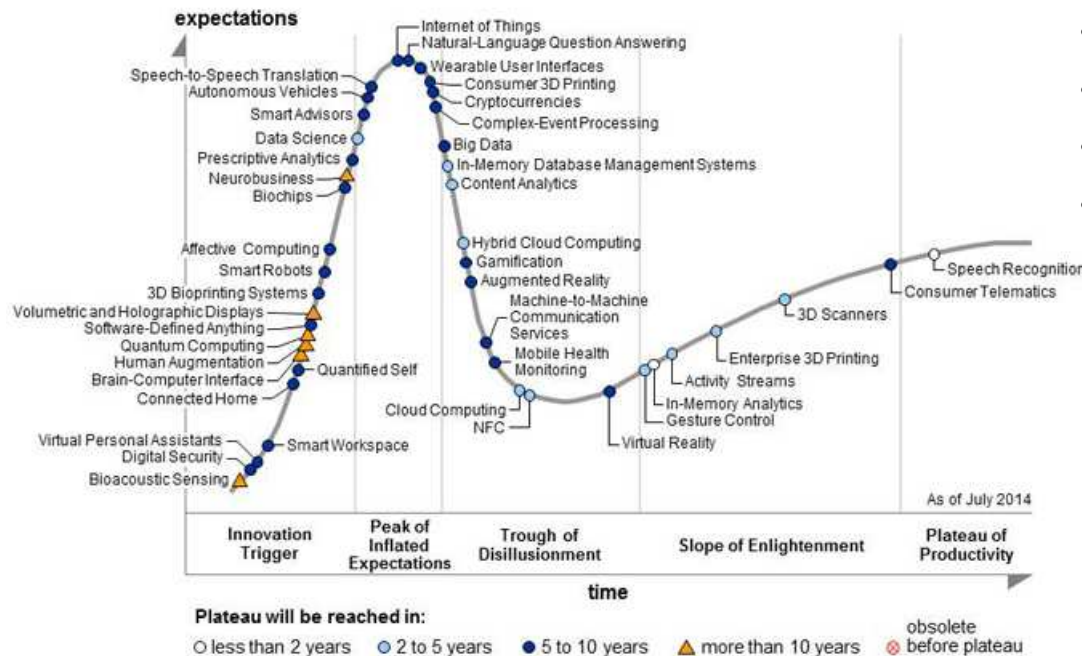 expectations
Internet of Things
Natural-Language Question Answering
Wearable User Interfaces
Speech-to-Speech Translation
Consumer 3D Printing
Autonomous Vehicles
Cryptocurrencies
Smart Advisors
Complex-Event Processing
Data Science
Big Data
Prescriptive Analytics
In-Memory Database Management Systems
Neurobusiness
Content Analytics
Biochips
Affective Computing
Hybrid Cloud Computing
Smart Robots
Gamification
Augmented Reality
3D Bioprinting Systems
Machine-to-Machine
Communication
Services
Volumetric and Holographic Displays
Software-Defined Anything
Quantum Computing
Human Augmentation
Mobile Health
Monitoring
Brain-Computer Interface
Quantified Self
Connected Home
Speech Recognition
Consumer Telematics
3D Scanners
Enterprise 3D Printing
Activity Streams
In-Memory Analytics
Gesture Control
Cloud Computing
NFC
Virtual Reality
Virtual Personal Assistants
Smart Workspace
Digital Security
Bioacoustic Sensing
As of July 2014
Innovation
Trigger
Peak of
Inflated
Expectations
Trough of
Disillusionment
Slope of Enlightenment
Plateau of
Productivity
time
Plateau will be reached in:
less than 2 years
2 to 5 years
5 to 10 years
more than 10 years
obsolete
before plateau